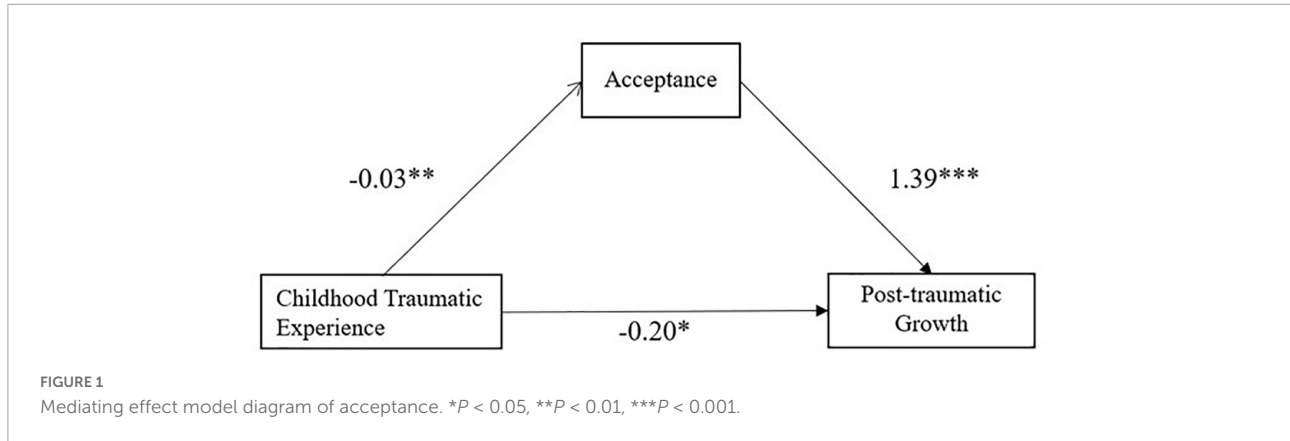 Acceptance
-0.03**
1.39***
Childhood Traumatic
Experience
-0.20*
Post-traumatic
Growth
FIGURE 1
Mediating effect model diagram of acceptance. *P < 0.05, **P < 0.01, ***P < 0.001.